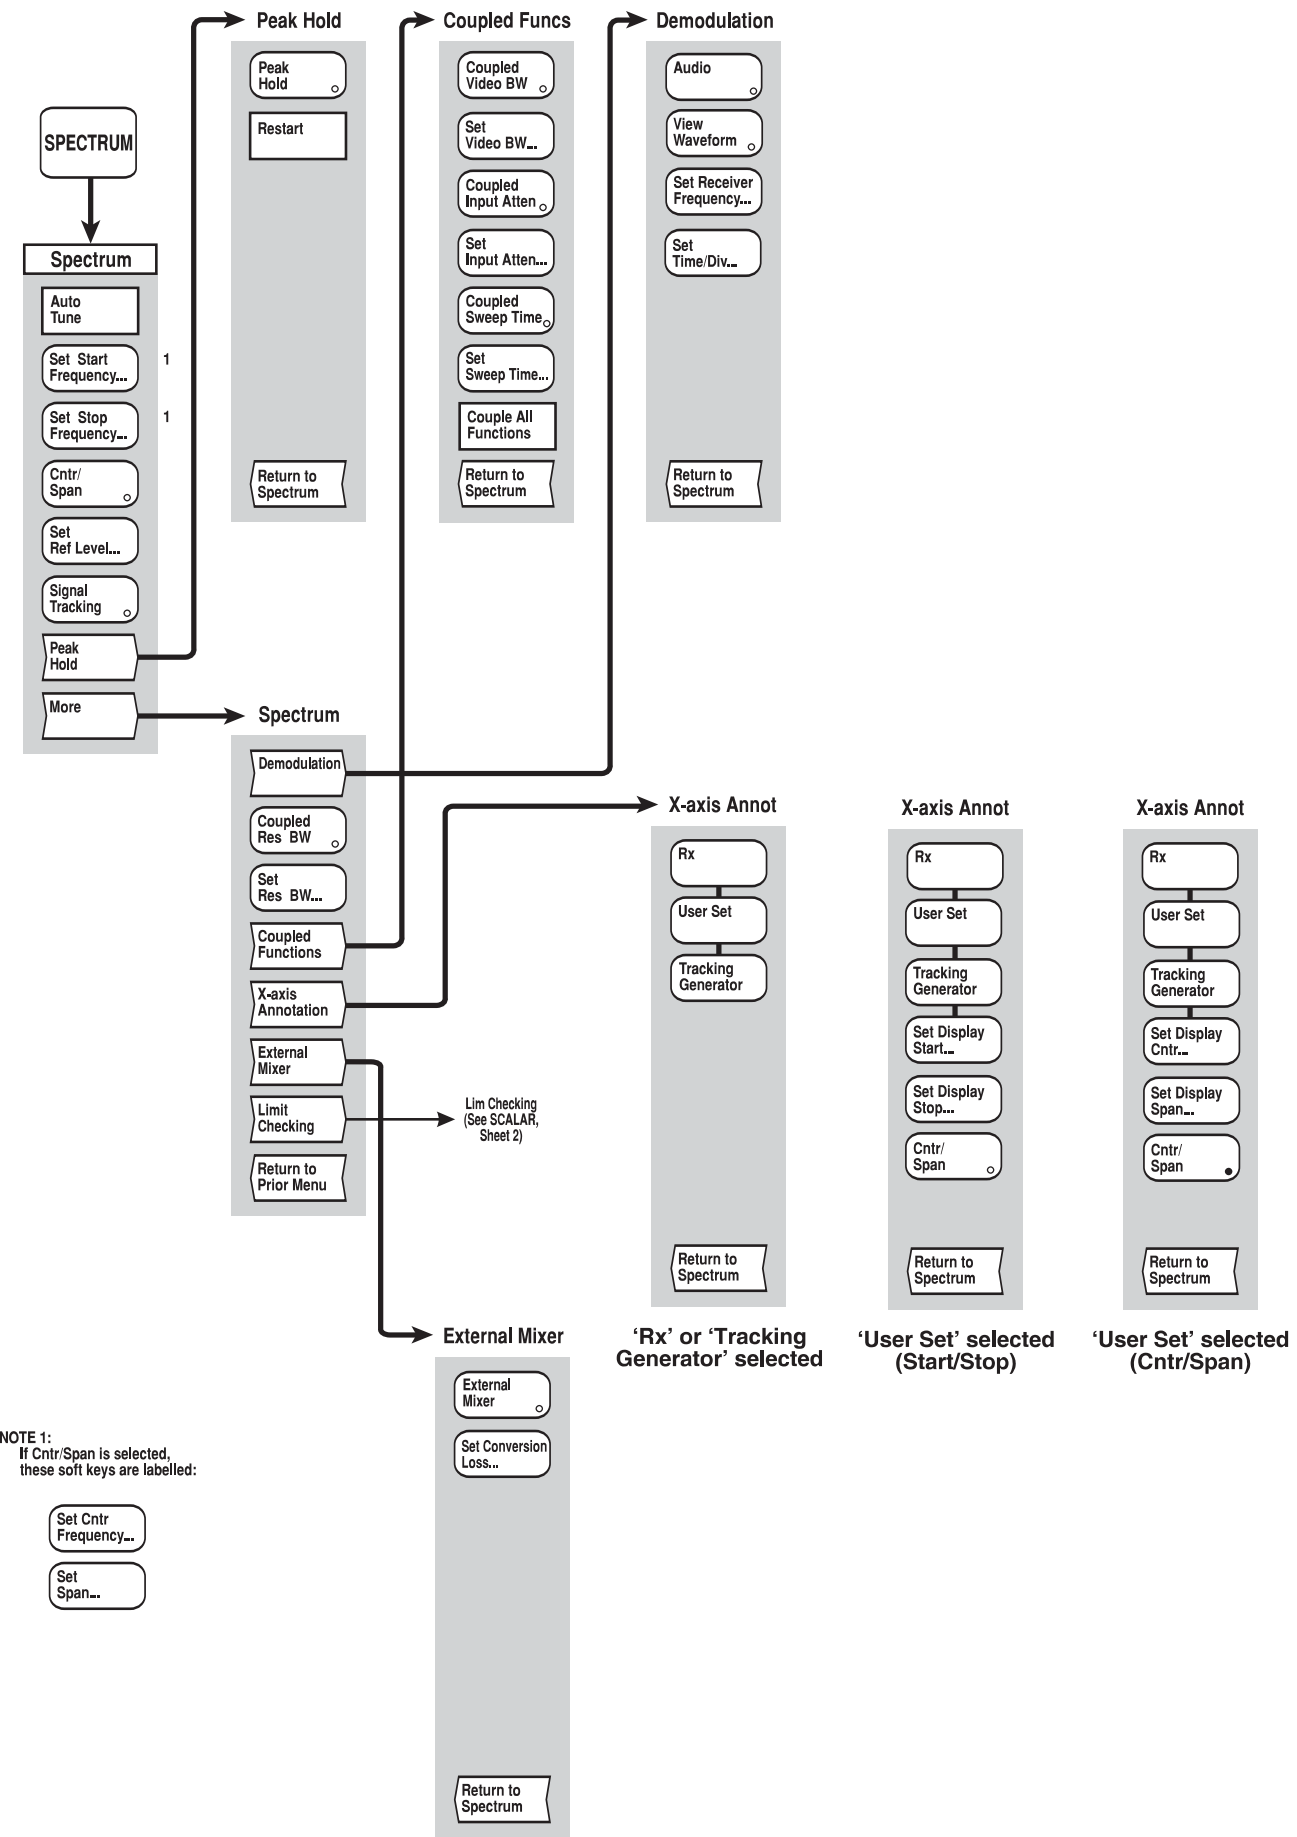 Peak Hold
Peak
Hold
Restart
Return to
Spectrum
Coupled Funcs
Coupled
Video BW
Set
Video BW...
Coupled
Input Atten
Set
Input Atten...
Coupled
Sweep Time
Set
Sweep Time...
Couple All
Functions
Return to
Spectrum
Demodulation
Audio
View
Waveform
Set Receiver
Frequency...
Set
Time/Div...
Return to
Spectrum
SPECTRUM
Spectrum
Auto
Tune
Set Start
Frequency...
1
Set Stop
Frequency...
1
Cntr/
Span
Set
Ref Level...
Signal
Tracking
Peak
Hold
More
Spectrum
Demodulation
Coupled
Res BW
Set
Res BW...
Coupled
Functions
X-axis
Annotation
External
Mixer
Limit
Checking
Return to
Prior Menu
Lim Checking
(See SCALAR,
Sheet 2)
X-axis Annot
Rx
User Set
Tracking
Generator
Return to
Spectrum
'Rx' or 'Tracking
Generator' selected
X-axis Annot
Rx
User Set
Tracking
Generator
Set Display
Start...
Set Display
Stop...
Cntr/
Span
Return to
Spectrum
'User Set' selected
(Start/Stop)
X-axis Annot
Rx
User Set
Tracking
Generator
Set Display
Cntr...
Set Display
Span...
Cntr/
Span
Return to
Spectrum
'User Set' selected
(Cntr/Span)
External Mixer
External
Mixer
Set Conversion
Loss...
Return to
Spectrum
NOTE 1:
If Cntr/Span is selected,
these soft keys are labelled:
Set Cntr
Frequency...
Set
Span...